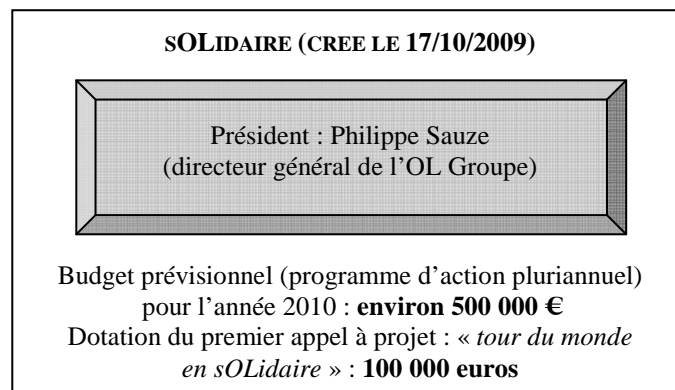 SOLIDAIRE (CREE LE 17/10/2009)
Président : Philippe Sauze
(directeur général de l’OL Groupe)
Budget prévisionnel (programme d’action pluriannuel)
pour l’année 2010 : environ 500 000 €
Dotation du premier appel à projet : « tour du monde
en sOLidaire » : 100 000 euros